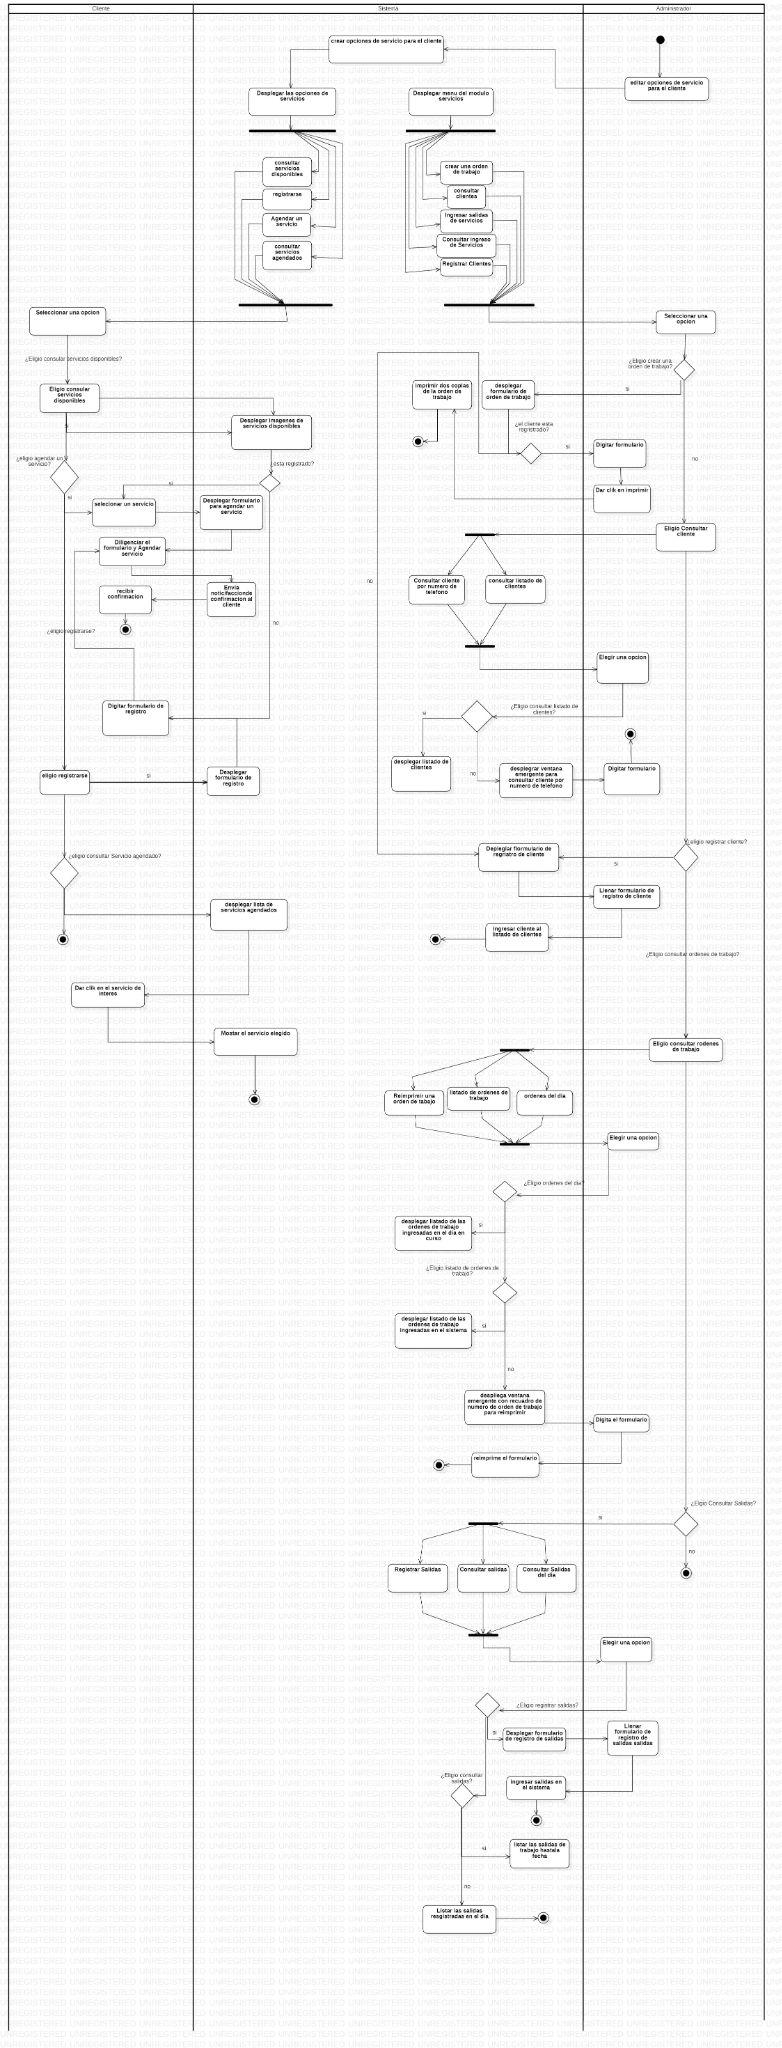 Cliente
Sistema
Administrador
crear opciones de servicio para el cliente
editar opciones de servicio
para el cliente
Desplegar las opciones de
servicios
Desplegar menu del modulo
servicios
consultar
servicios
disponibles
registrarse
Agendar un
servicio
consultar
servicios
agendados
crear une orden
de trabajo
consultar
clientes
Ingresar salidas
de servicios
Consultar ingreso
de Servicios
Registrar Clientes
Seleccionar una opcion
Seleccionar una
opcion
¿Eligio consular servicios disponibles?
¿Eligio crear una
orden de trabajo?
Eligio consular
servicios
disponibles
si
Desplegar imagenes de
servicios disponibles
imprimir dos copias
de la orden de
trabajo
desplegar
formulario de
orden de trabajo
si
¿el cliente esta
registrado?
si
Digitar formulario
no
¿eligio agendar un
servicio?
¿esta registrado?
si
si
selecionar un servicio
Desplegar formulario
para agendar un
servicio
Dar clik en imprimir
Eligio Consultar
cliente
Diligenciar el
formulario y Agendar
servicio
recibir
confirmacion
Envia
noticifaccionde
confirmacion al
cliente
no
no
Consultar cliente
por numero de
telefono
consultar listado de
clientes
¿eligio registrarse?
Elegir una opcion
Digitar formulario de
registro
¿Eligio consultar listado de
clientes?
si
desplegar listado de
clientes
no
desplegrar ventana
emergente para
consultar cliente por
numero de telefono
Digitar formulario
eligio registrarse
si
Desplegar
formulario de
registro
¿eligio consultar Servicio agendado?
¿eligio registrar cliente?
si
Llenar formulario de
registro de cliente
desplegar lista de
servicios agendados
Ingresar cliente al
listado de clientes
¿Eligio consultar ordenes de trabajo?
Dar clik en el servicio de
interes
Mostar el servicio elegido
Eligio consultar rodenes
de trabajo
Reimprimir una
orden de tabajo
listado de ordenes de
trabajo
ordenes del dia
Elegir una opcion
¿Eligio ordenes del dia?
si
desplegar listado de las
ordenes de trabajo
ingresadas en el dia en
curso
¿Eligio listado de ordenes de
trabajo?
si
desplegar listado de las
ordenes de trabajo
ingresadas en el sistema
no
despliega ventana
emergente con recuadro de
numero de orden de trabajo
para reimprimir
Digita el formulario
reimprime el formulario
¿Eligio Consultar Salidas?
si
no
Registrar Salidas
Consultar salidas
Consultar Salidas
del dia
Elegir una opcion
¿Eligio registrar salidas?
si
Desplegar formulario
de registro de salidas
Llenar
formulario de
registro de
salidas salidas
¿Eligio consultar
salidas?
ingresar salidas en
el sistema
si
listar las salidas de
trabajo hastala
fecha
no
Listar las salidas
resgistradas en el dia